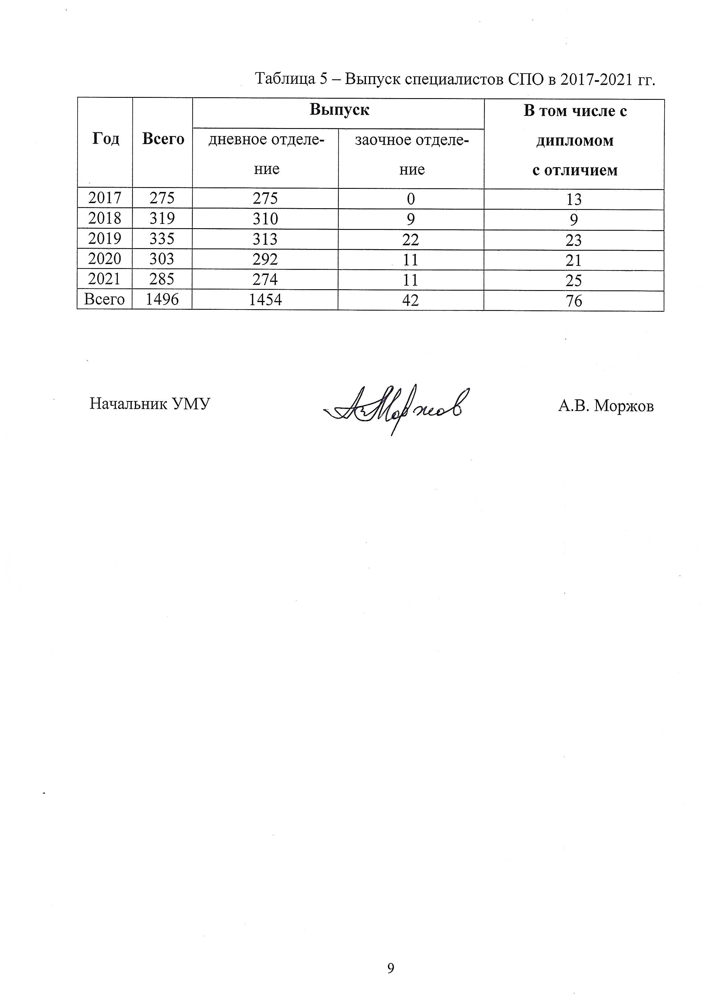 Таблица 5 – Выпуск специалистов СПО в 2017-2021 гг.
Год Всего Выпуск В том числе с
дипломом
с отличием
дневное отделе-
ние
заочное отделе-
ние
2017 275 275 0 13
2018 319 310 9 9
2019 335 313 22 23
2020 303 292 11 21
2021 285 274 11 25
Всего 1496 1454 42 76
Начальник УМУ А.Моржов А.В. Моржов
9